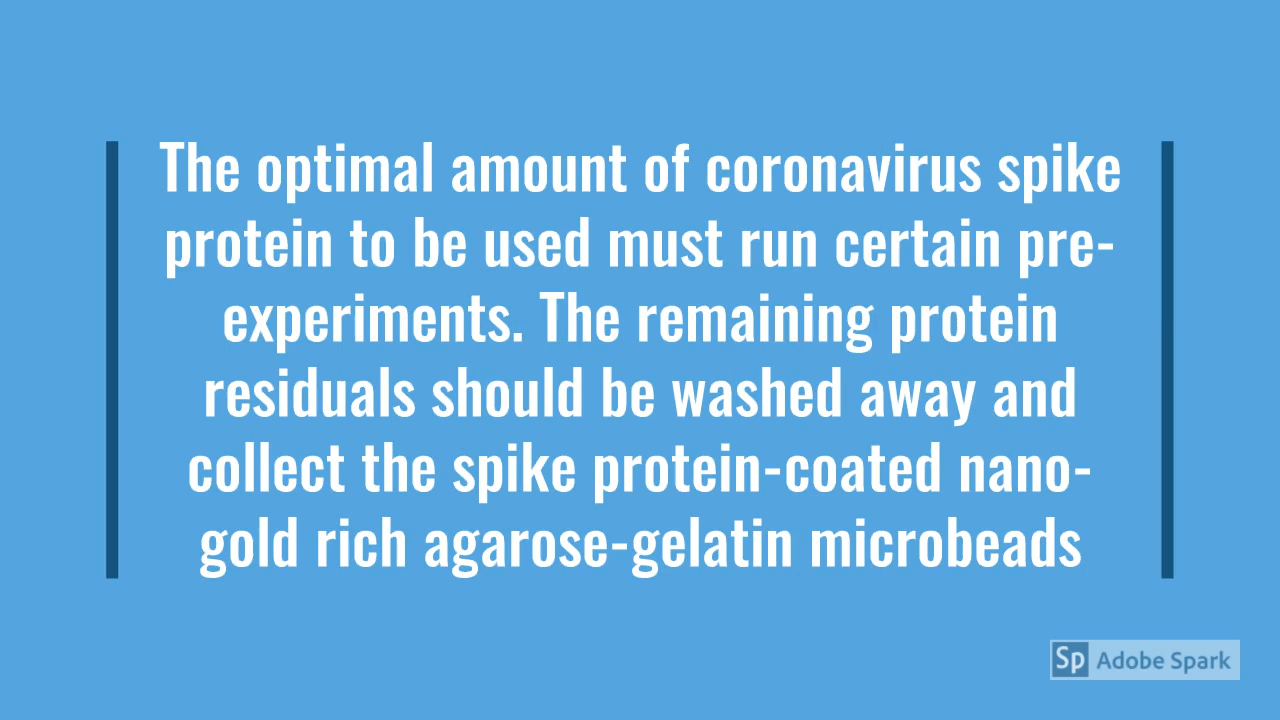 The optimal amount of coronavirus spike
protein to be used must run certain pre-
experiments. The remaining protein
residuals should be washed away and
collect the spike protein-coated nano-
gold rich agarose-gelatin microbeads
Sp Adobe Spark